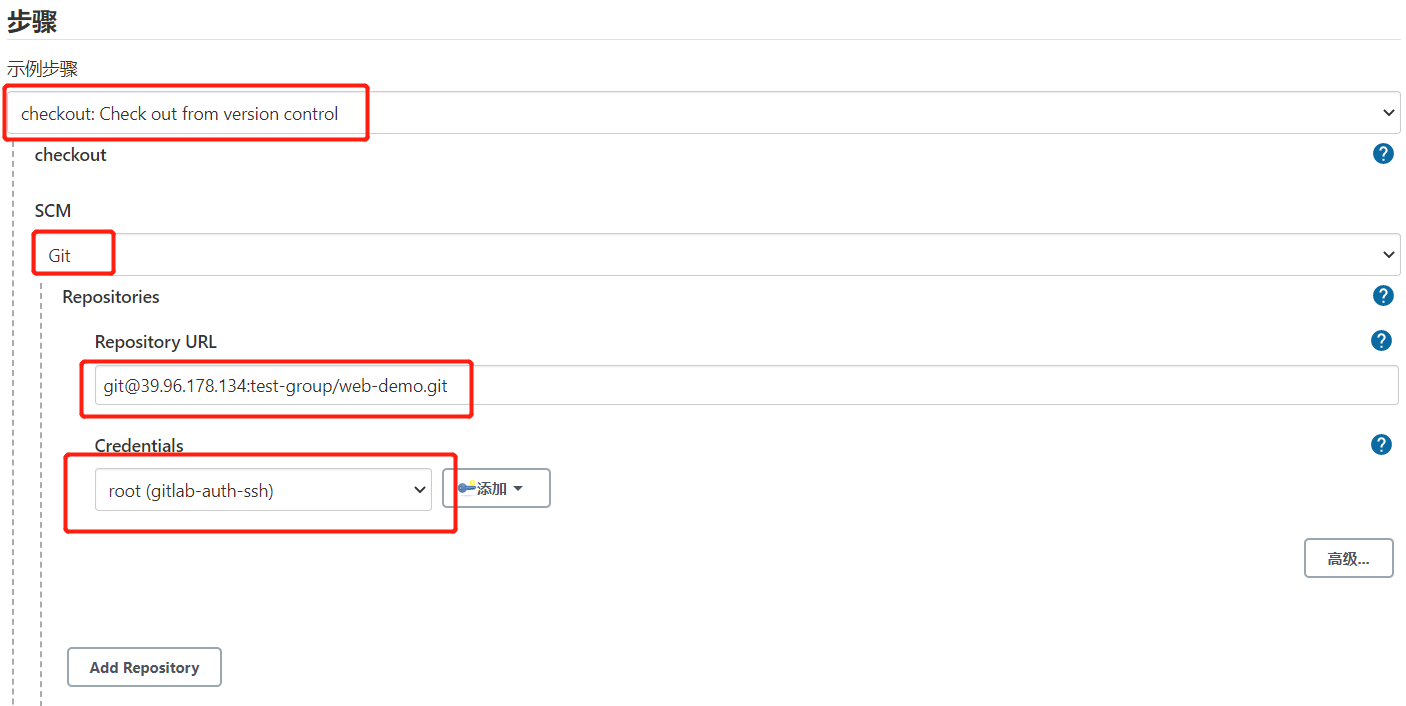 步骤
示例步骤
checkout: Check out from version control
checkout
?
SCM
Git
Repositories
?
Repository URL
?
git@39.96.178.134:test-group/web-demo.git
Credentials
?
root (gitlab-auth-ssh)
添加
高级...
Add Repository